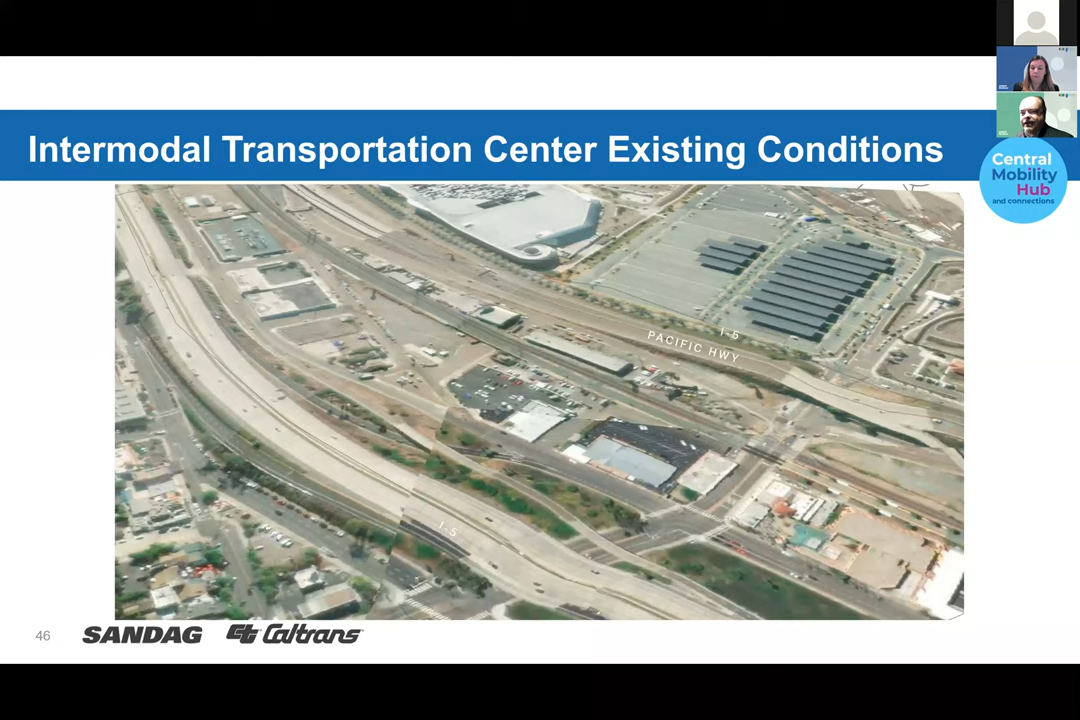 Intermodal Transportation Center Existing Conditions
Central
Mobility
Hub
and connections
I-5
PACIFIC HWY
I-5
46
SANDAG
Caltrans